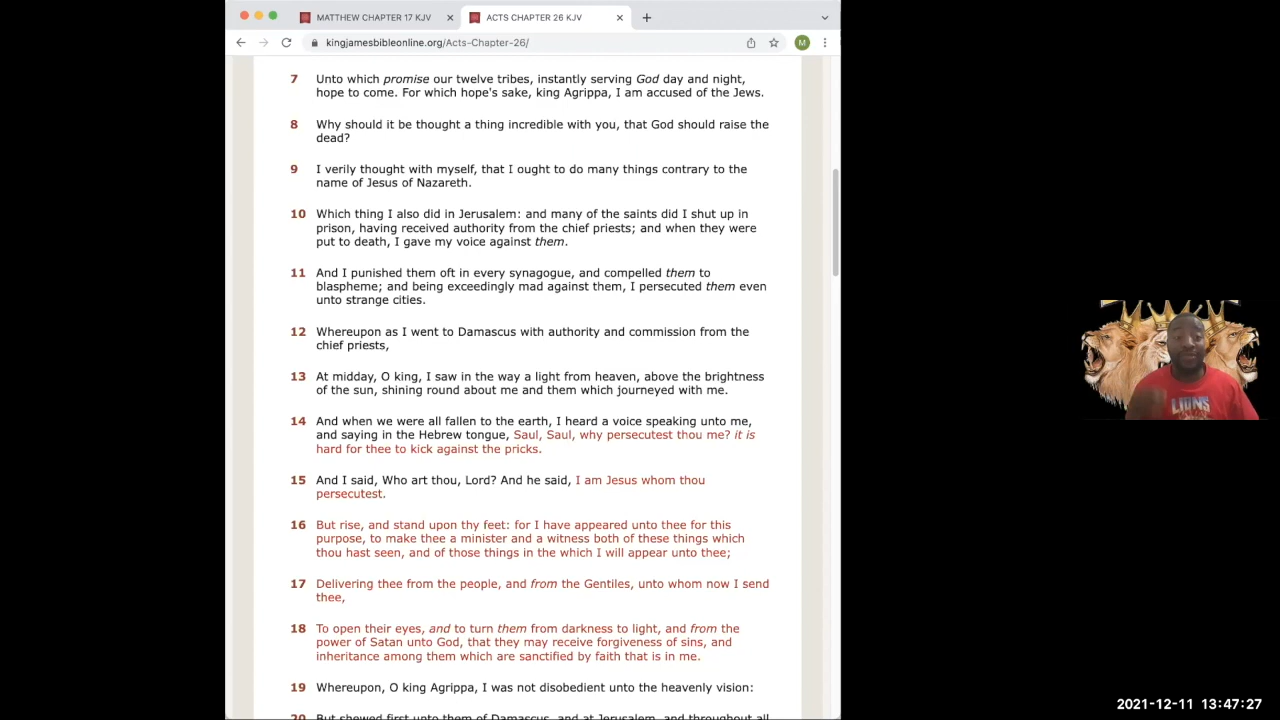 MATTHEW CHAPTER 17 KJV
ACTS CHAPTER 26 KJV
kingjamesbibleonline.org/Acts-Chapter-26/
M
7 Unto which promise our twelve tribes, instantly serving God day and night,
hope to come. For which hope's sake, king Agrippa, I am accused of the Jews.
8 Why should it be thought a thing incredible with you, that God should raise the
dead?
9 I verily thought with myself, that I ought to do many things contrary to the
name of Jesus of Nazareth.
10 Which thing I also did in Jerusalem: and many of the saints did I shut up in
prison, having received authority from the chief priests; and when they were
put to death, I gave my voice against them.
11 And I punished them oft in every synagogue, and compelled them to
blaspheme; and being exceedingly mad against them, I persecuted them even
unto strange cities.
12 Whereupon as I went to Damascus with authority and commission from the
chief priests,
13 At midday, O king, I saw in the way a light from heaven, above the brightness
of the sun, shining round about me and them which journeyed with me.
14 And when we were all fallen to the earth, I heard a voice speaking unto me,
and saying in the Hebrew tongue, Saul, Saul, why persecutest thou me? it is
hard for thee to kick against the pricks.
15 And I said, Who art thou, Lord? And he said, I am Jesus whom thou
persecutest.
16 But rise, and stand upon thy feet: for I have appeared unto thee for this
purpose, to make thee a minister and a witness both of these things which
thou hast seen, and of those things in the which I will appear unto thee;
17 Delivering thee from the people, and from the Gentiles, unto whom now I send
thee,
18 To open their eyes, and to turn them from darkness to light, and from the
power of Satan unto God, that they may receive forgiveness of sins, and
inheritance among them which are sanctified by faith that is in me.
19 Whereupon, O king Agrippa, I was not disobedient unto the heavenly vision:
20 But shewed first unto them of Damascus, and at Jerusalem, and throughout all
LIONS
2021-12-11 13:47:27